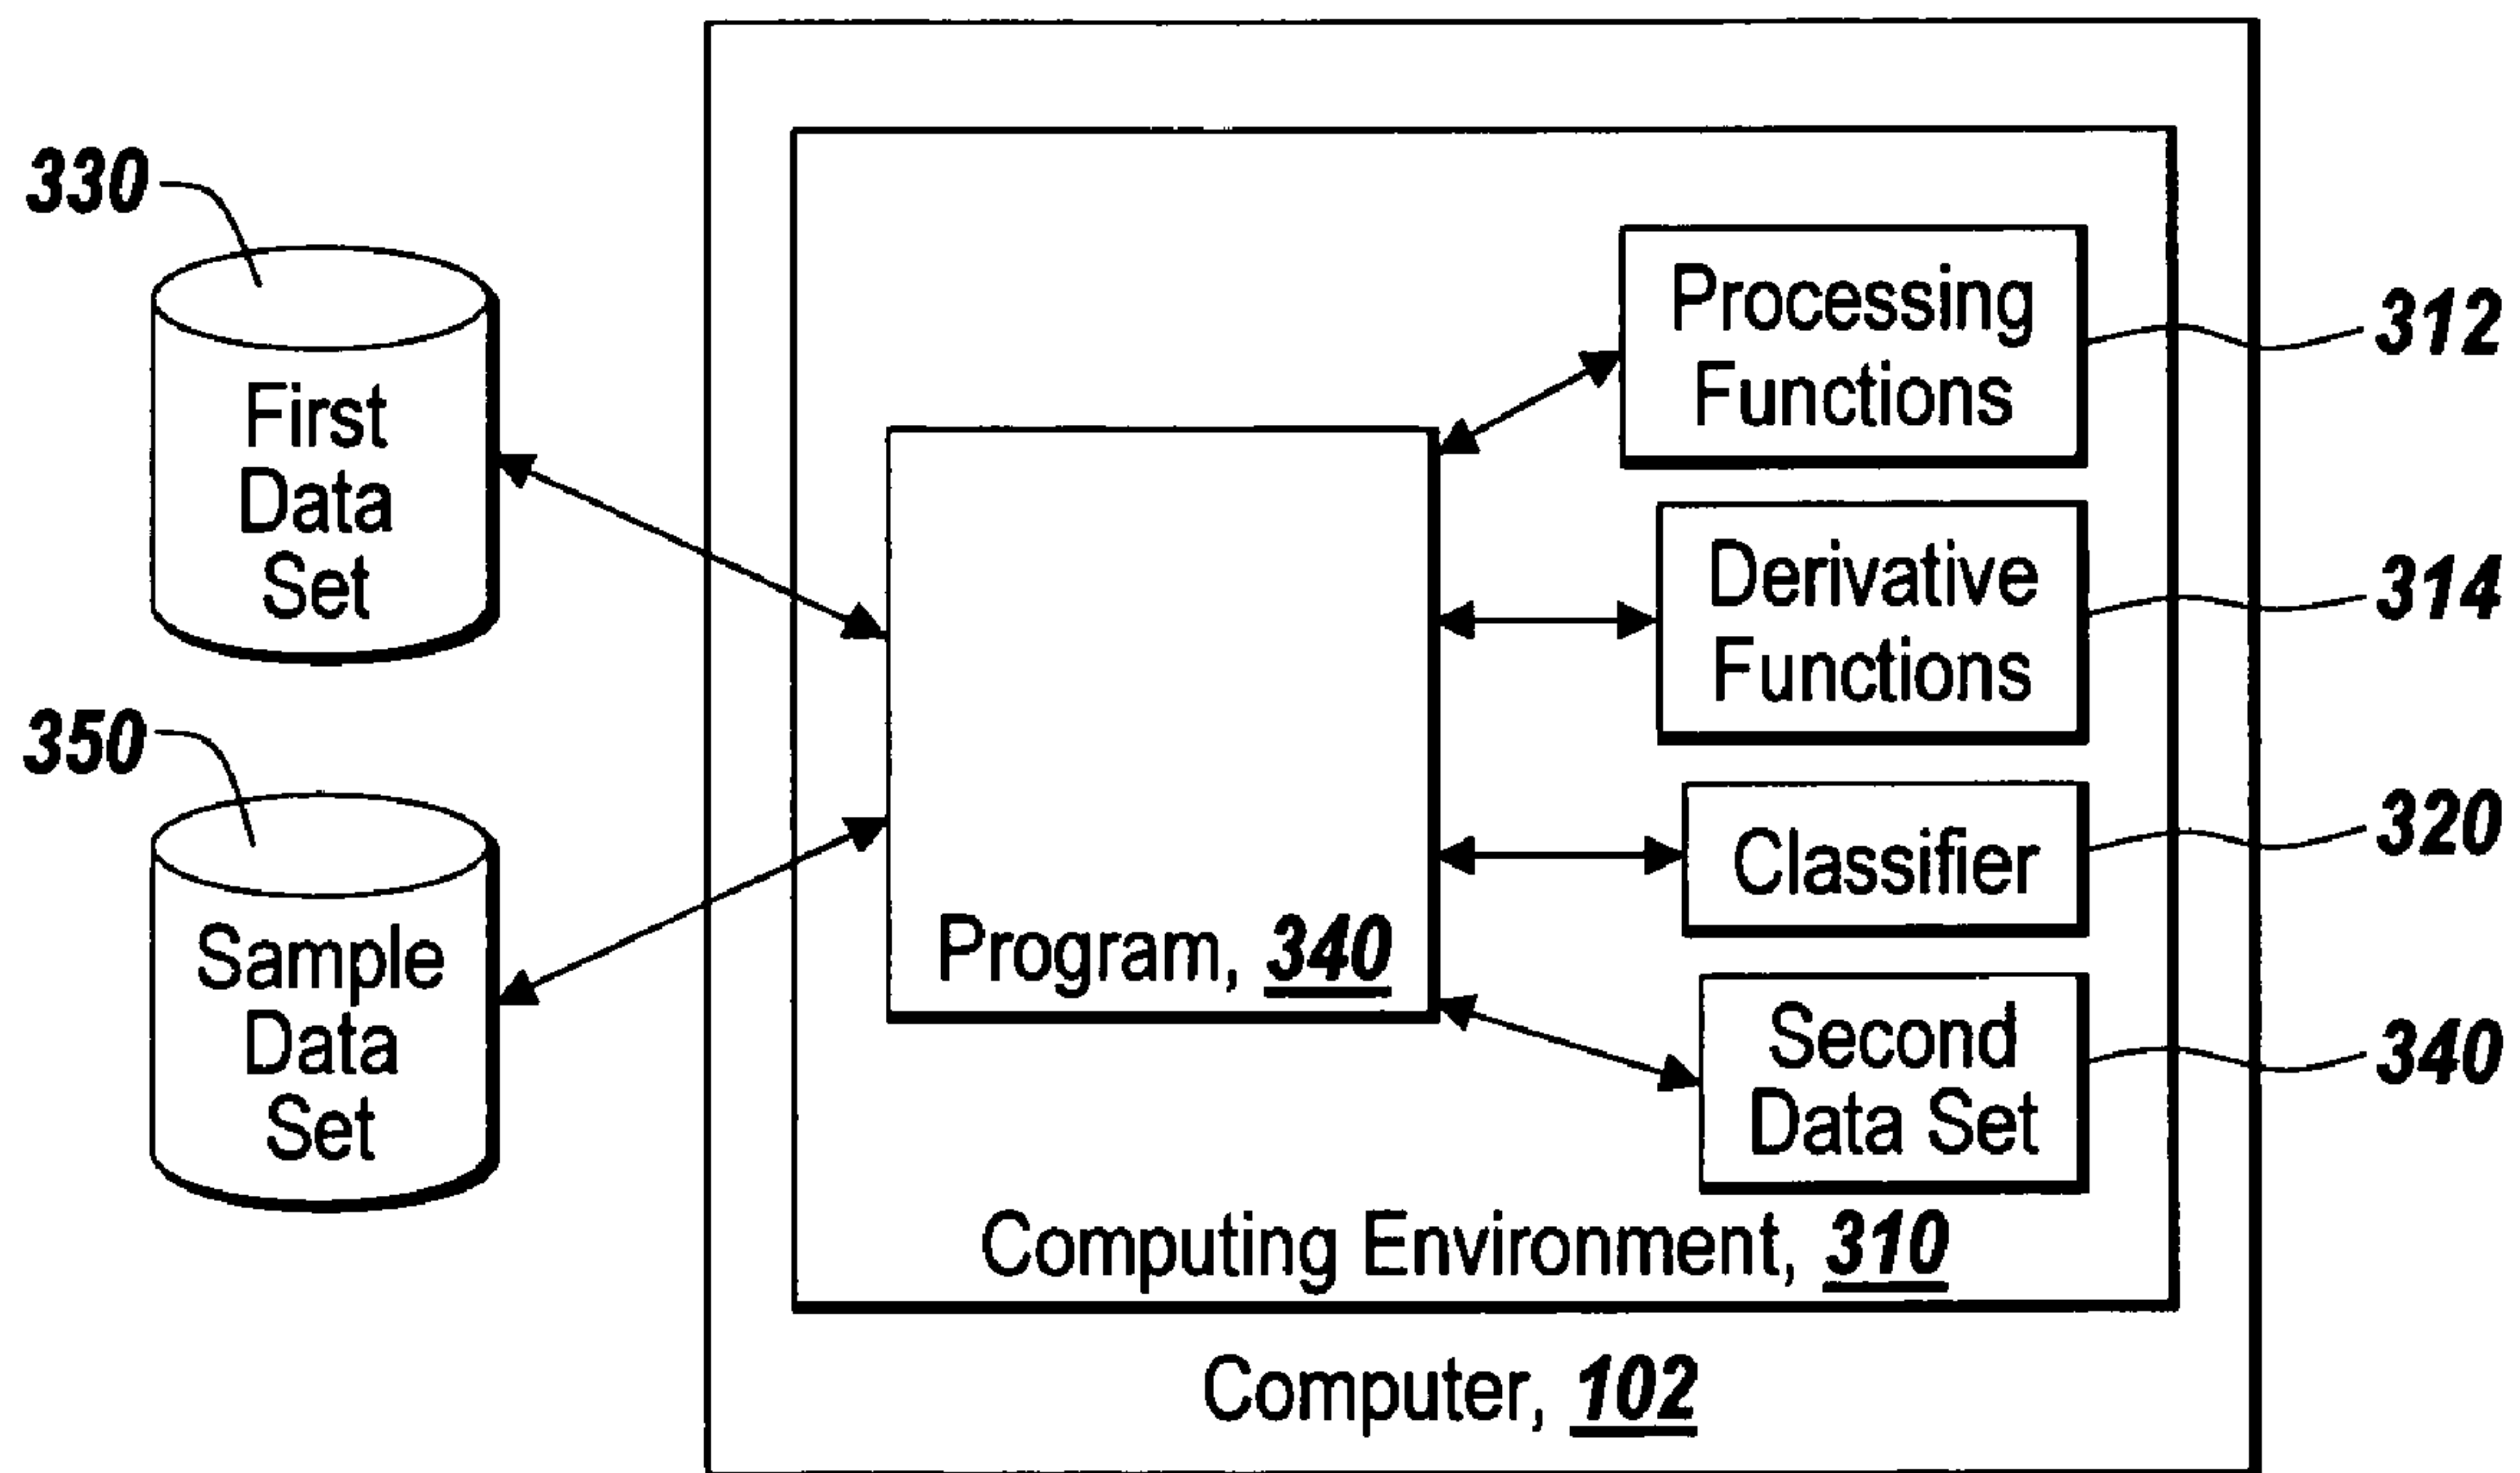 330
First
Data
Set
350
Sample
Data
Set
Processing
Functions
312
Derivative
Functions
314
Classifier
320
Second
Data Set
340
Program, 340
Computing Environment, 310
Computer, 102